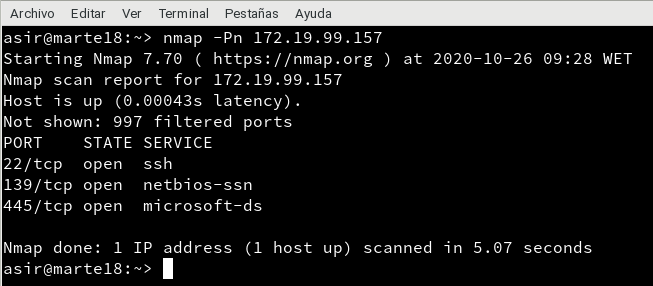 Archivo Editar Ver Terminal Pestañas Ayuda
asir@marte18:~> nmap -Pn 172.19.99.157
Starting Nmap 7.70 ( https://nmap.org ) at 2020-10-26 09:28 WET
Nmap scan report for 172.19.99.157
Host is up (0.00043s latency).
Not shown: 997 filtered ports
PORT    STATE SERVICE
22/tcp  open  ssh
139/tcp open  netbios-ssn
445/tcp open  microsoft-ds
Nmap done: 1 IP address (1 host up) scanned in 5.07 seconds
asir@marte18:~>